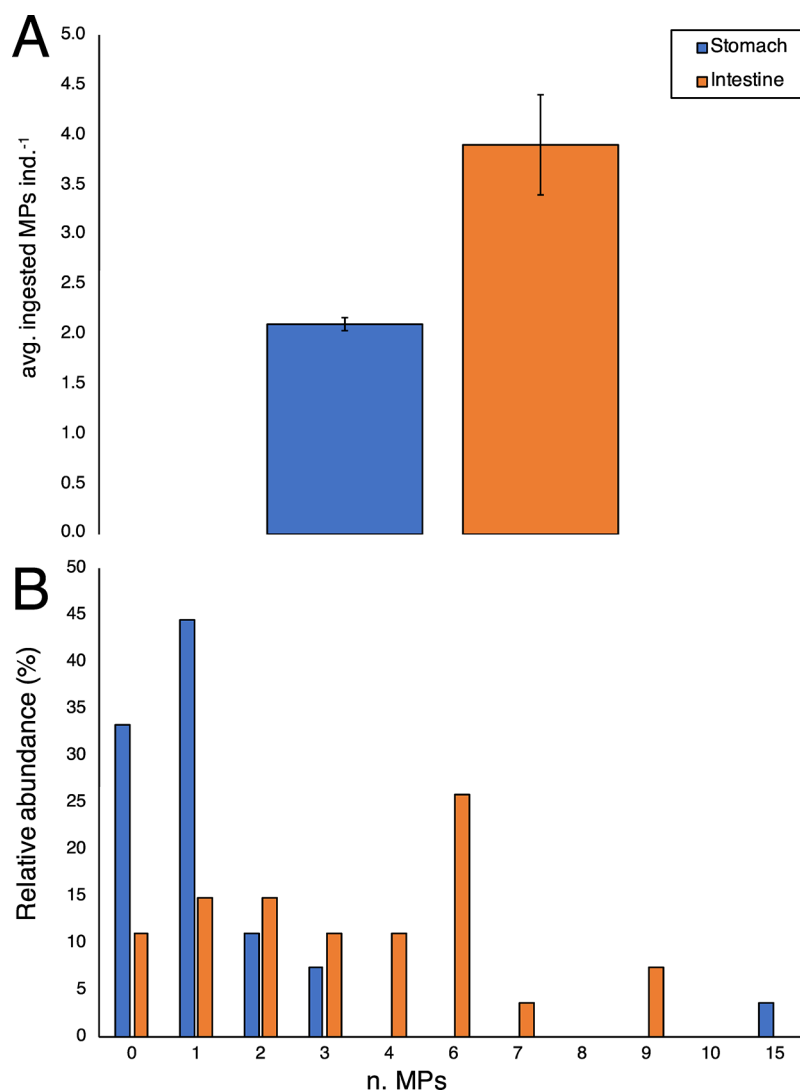 A
Stomach
Intestine
avg. ingested MPs ind.⁻¹
5.0
4.5
4.0
3.5
3.0
2.5
2.0
1.5
1.0
0.5
0.0
B
Relative abundance (%)
50
45
40
35
30
25
20
15
10
5
0
0 1 2 3 4 6 7 8 9 10 15
n. MPs